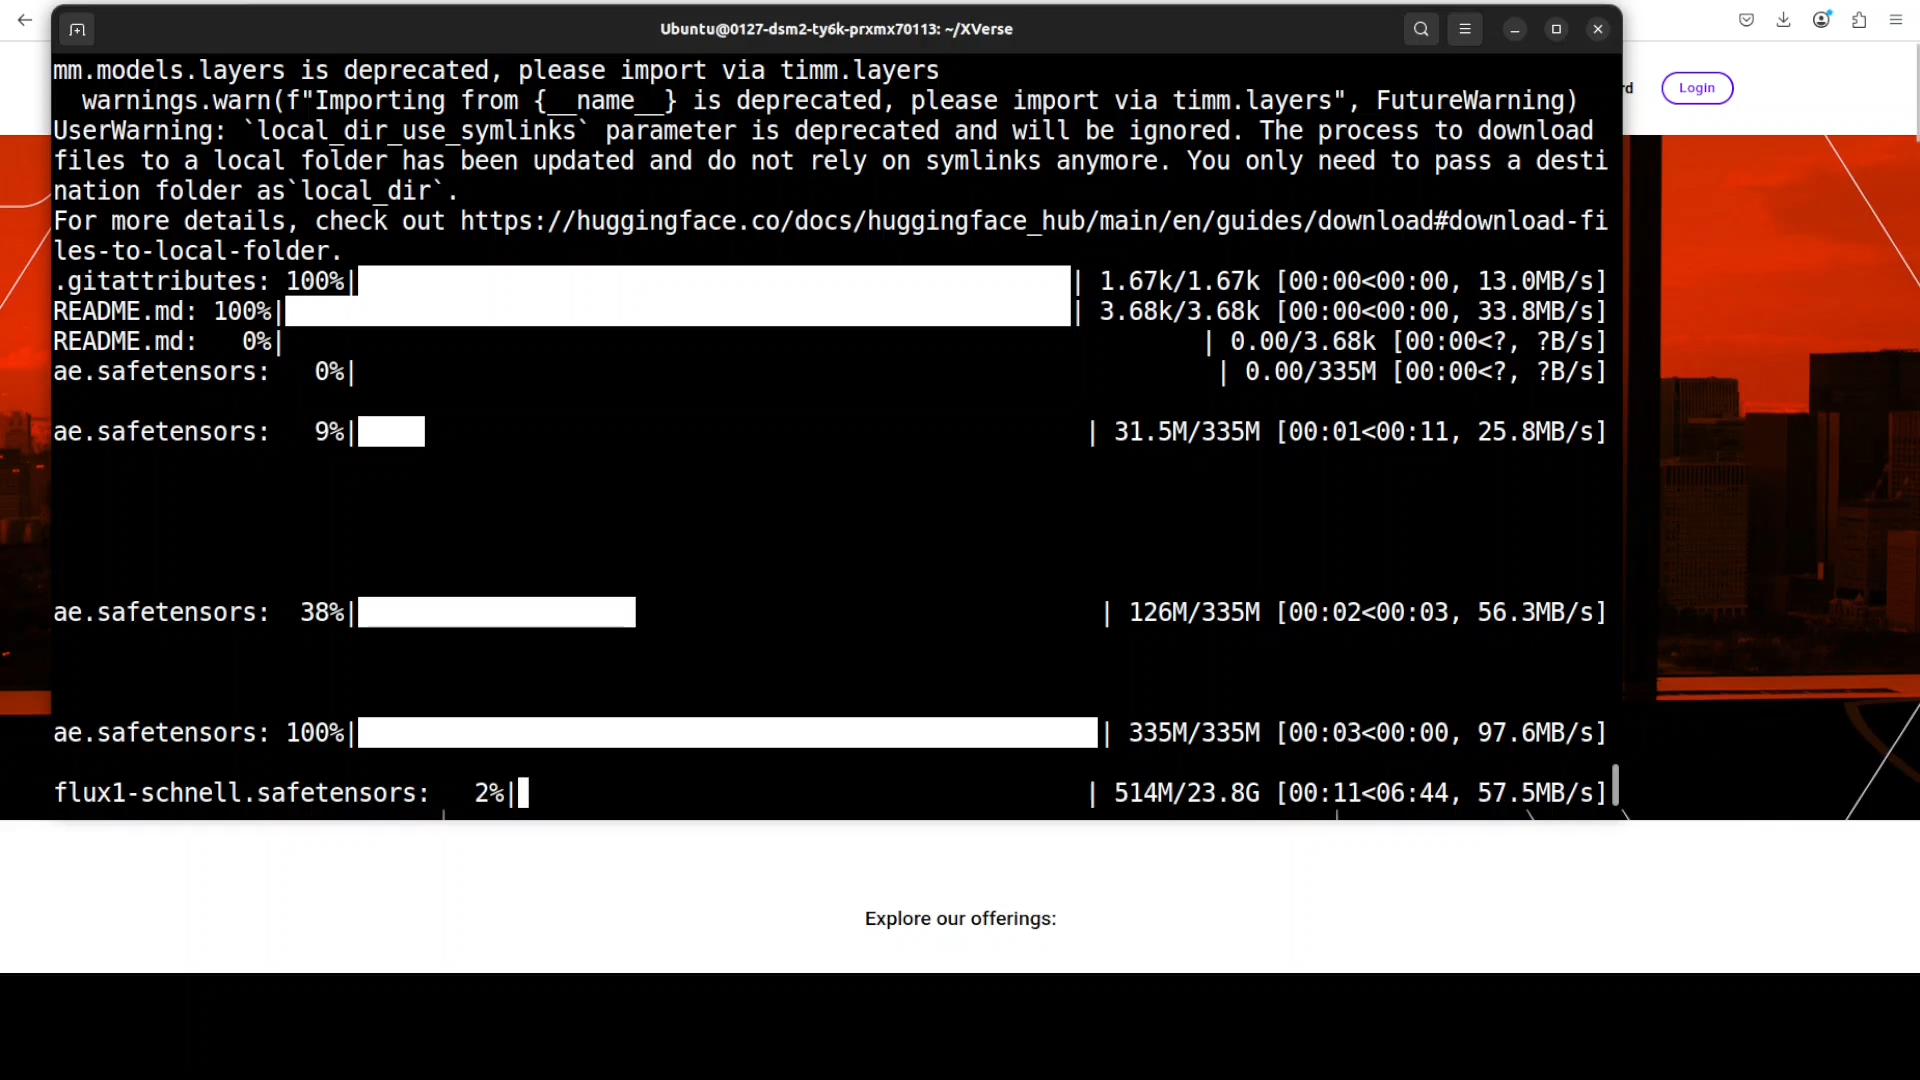 Ubuntu@0127-dsm2-ty6k-prxmx70113: ~/XVerse
rd
Login
mm.models.layers is deprecated, please import via timm.layers
  warnings.warn(f"Importing from {__name__} is deprecated, please import via timm.layers", FutureWarning)
UserWarning: `local_dir_use_symlinks` parameter is deprecated and will be ignored. The process to download
files to a local folder has been updated and do not rely on symlinks anymore. You only need to pass a desti
nation folder as`local_dir`.
For more details, check out https://huggingface.co/docs/huggingface_hub/main/en/guides/download#download-fi
les-to-local-folder.
.gitattributes: 100%| | 1.67k/1.67k [00:00<00:00, 13.0MB/s]
README.md: 100%| | 3.68k/3.68k [00:00<00:00, 33.8MB/s]
README.md:   0%| | 0.00/3.68k [00:00<?, ?B/s]
ae.safetensors:   0%| | 0.00/335M [00:00<?, ?B/s]
ae.safetensors:   9%| | 31.5M/335M [00:01<00:11, 25.8MB/s]
ae.safetensors:  38%| | 126M/335M [00:02<00:03, 56.3MB/s]
ae.safetensors: 100%| | 335M/335M [00:03<00:00, 97.6MB/s]
flux1-schnell.safetensors:   2%| | 514M/23.8G [00:11<06:44, 57.5MB/s]
Explore our offerings: